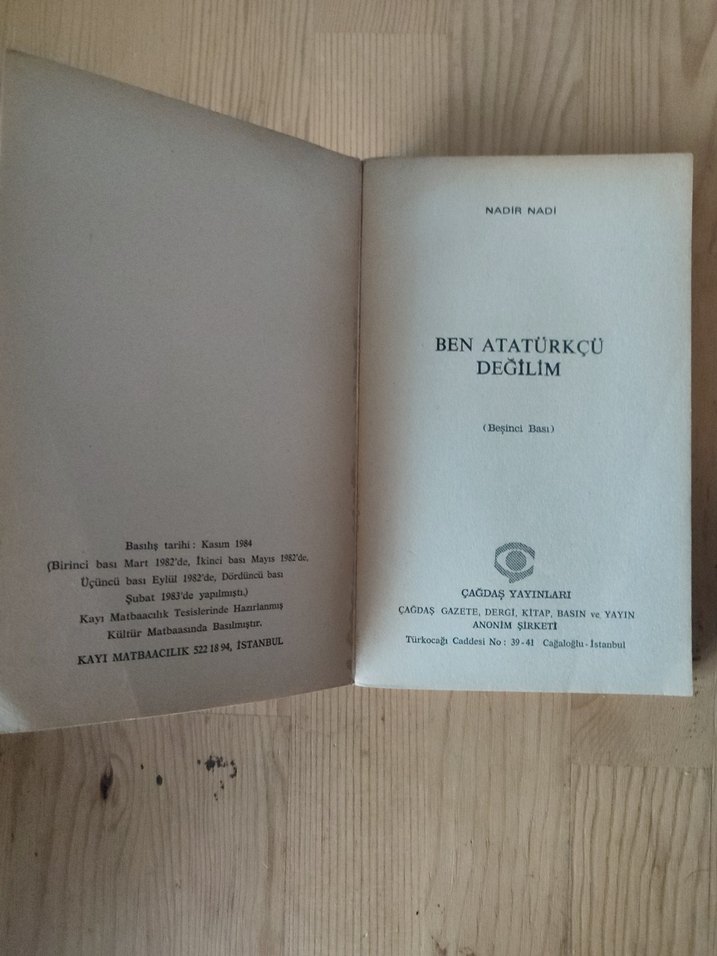 Basılış tarihi : Kasım 1984
(Birinci bası Mart 1982'de, İkinci bası Mayıs 1982'de,
Üçüncü bası Eylül 1982'de, Dördüncü bası
Şubat 1983'de yapılmıştı.)
Kayı Matbaacılık Tesislerinde Hazırlanmış
Kültür Matbaasında Basılmıştır.
KAYI MATBAACILIK 522 18 94, İSTANBUL
NADİR NADİ
BEN ATATÜRKÇÜ
DEĞİLİM
(Beşinci Bası)
ÇAĞDAŞ YAYINLARI
ÇAĞDAŞ GAZETE, DERGİ, KİTAP, BASIN ve YAYIN
ANONİM ŞİRKETİ
Türkocağı Caddesi No : 39-41 Cağaloğlu-İstanbul